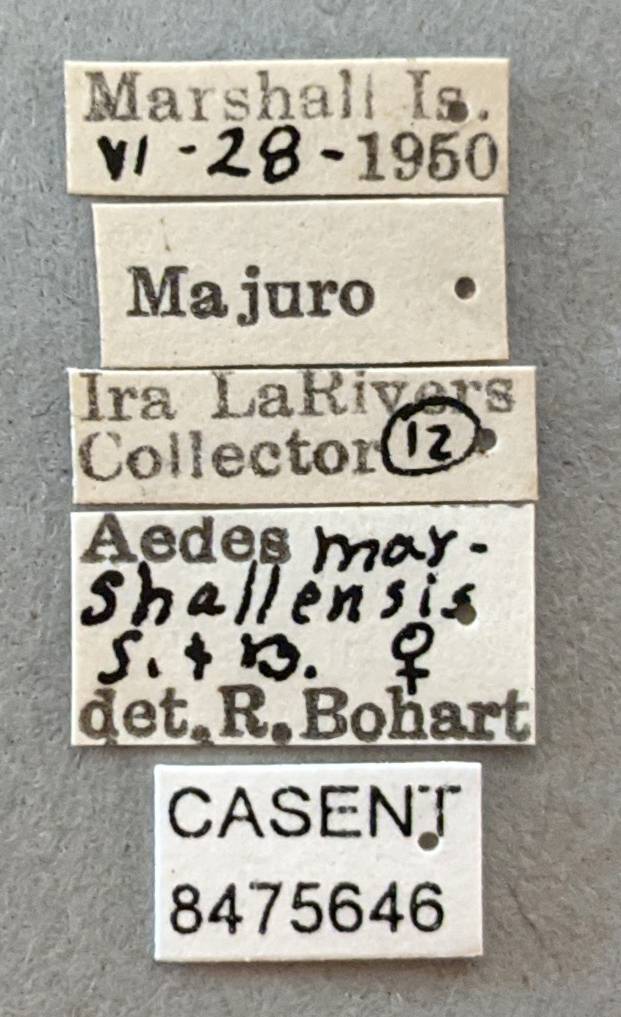 Marshall Is.
VI-28-1950
Majuro
Ira LaRivers
Collector 12
Aedes mar-
shallensis
S. + B. ♀
det. R. Bohart
CASENT
8475646